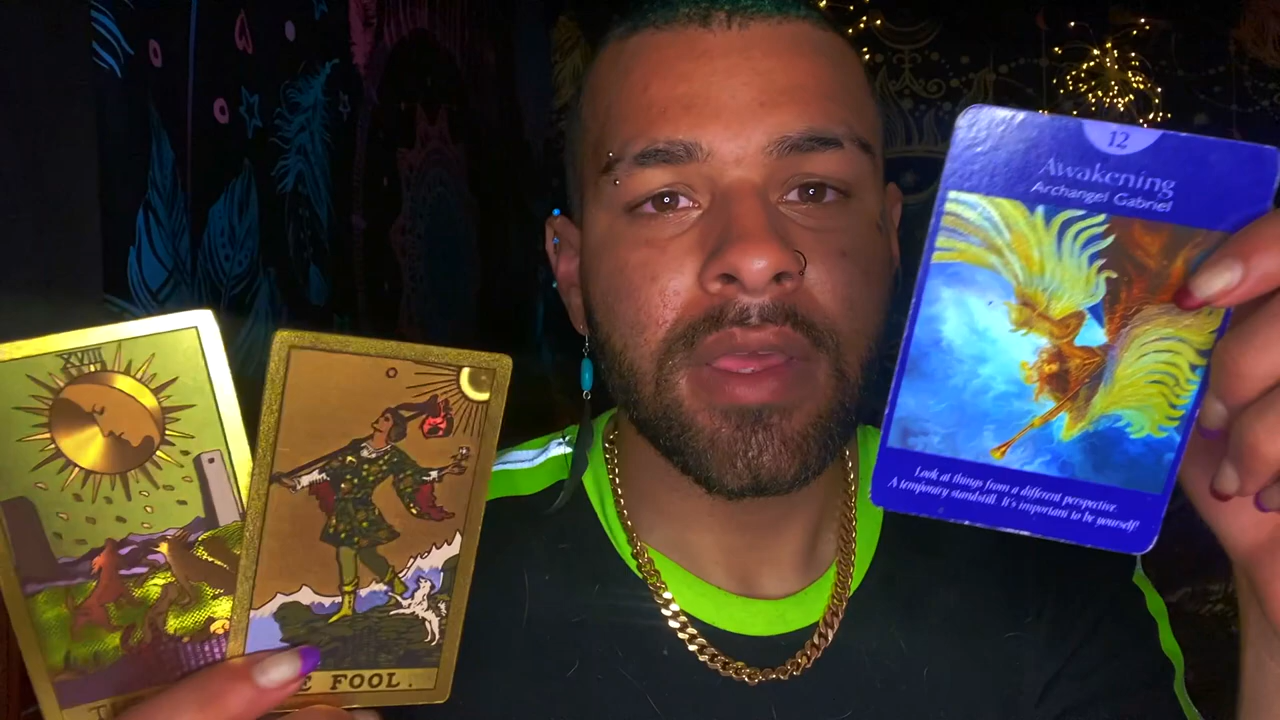 XVIII
T
E FOOL.
12
Awakening
Archangel Gabriel
Look at things from a different perspective.
A temporary standstill. It's important to be yourself!